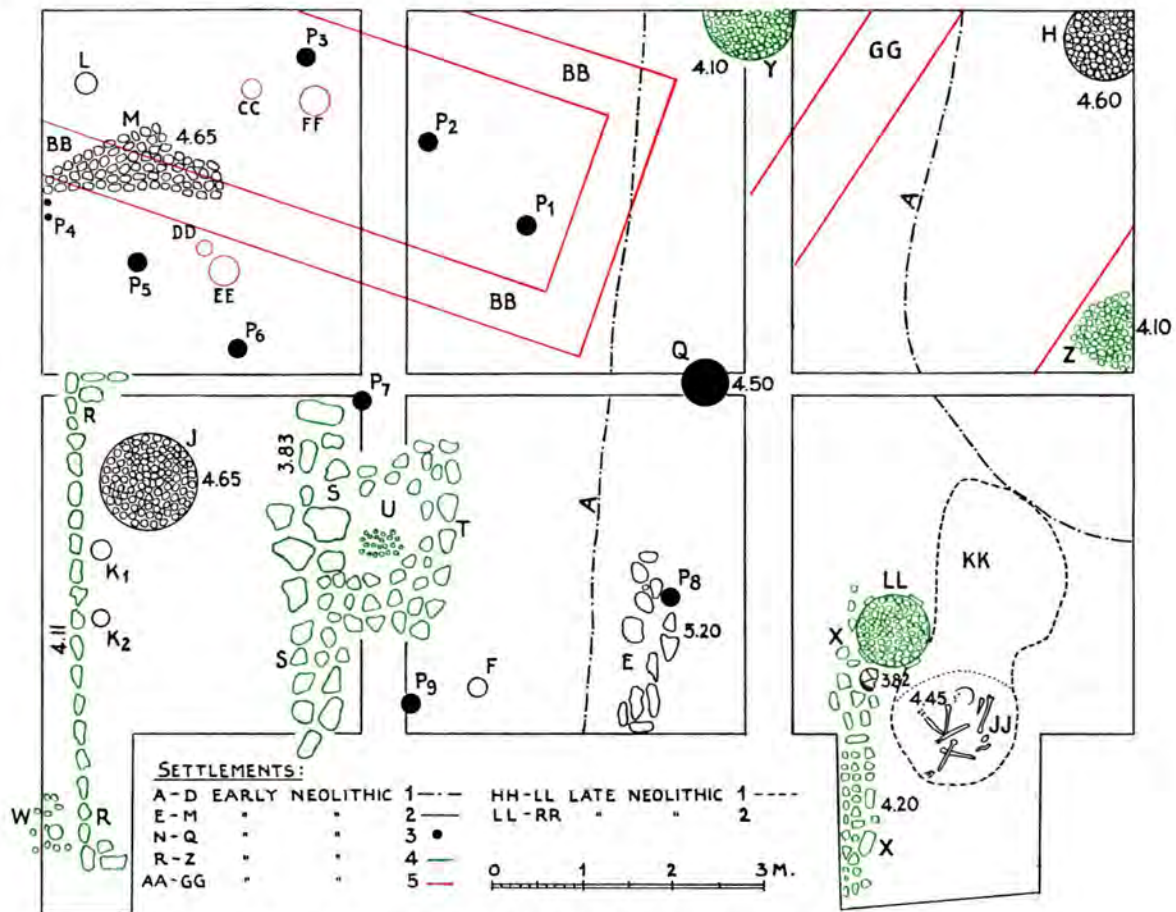 L
P3
CC
FF
M
4.65
BB
P4
DD
P5
EE
P6
P2
P1
BB
BB
4.10
Y
GG
H
4.60
A
Z
4.10
Q
4.50
R
J
4.65
K1
K2
4.11
W
R
P7
3.83
S
U
T
S
P9
F
A
E
P8
5.20
KK
LL
X
3.82
4.45
JJ
4.20
X
SETTLEMENTS:
A-D EARLY NEOLITHIC 1
E-M " " 2
N-Q " " 3
R-Z " " 4
AA-GG " " 5
HH-LL LATE NEOLITHIC 1
LL-RR " " 2
0 1 2 3 M.